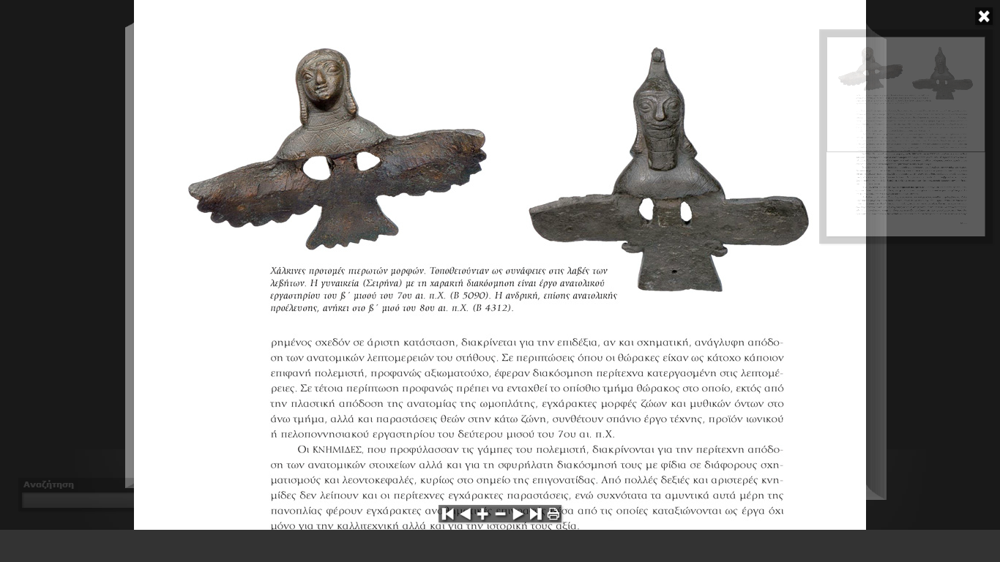 Χάλκινες προτομές πτερωτών μορφών. Τοποθετούνταν ως συνάφειες στις λαβές των
λεβήτων. Η γυναικεία (Σειρήνα) με τη χαρακτή διακόσμηση είναι έργο ανατολικού
εργαστηρίου του β΄ μισού του 7ου αι. π.Χ. (Β 5090). Η ανδρική, επίσης ανατολικής
προέλευσης, ανήκει στο β΄ μισό του 8ου αι. π.Χ. (Β 4312).
ρημένος σχεδόν σε άριστη κατάσταση, διακρίνεται για την επιδέξια, αν και σχηματική, ανάγλυφη απόδο-
ση των ανατομικών λεπτομερειών του στήθους. Σε περιπτώσεις όπου οι θώρακες είχαν ως κάτοχο κάποιον
επιφανή πολεμιστή, προφανώς αξιωματούχο, έφεραν διακόσμηση περίτεχνα κατεργασμένη στις λεπτομέ-
ρειες. Σε τέτοια περίπτωση προφανώς πρέπει να ενταχθεί το οπίσθιο τμήμα θώρακος στο οποίο, εκτός από
την πλαστική απόδοση της ανατομίας της ωμοπλάτης, εγχάρακτες μορφές ζώων και μυθικών όντων στο
άνω τμήμα, αλλά και παραστάσεις θεών στην κάτω ζώνη, συνθέτουν σπάνιο έργο τέχνης, προϊόν ιωνικού
ή πελοποννησιακού εργαστηρίου του δεύτερου μισού του 7ου αι. π.Χ.
Οι ΚΝΗΜΙΔΕΣ, που προφύλασσαν τις γάμπες του πολεμιστή, διακρίνονται για την περίτεχνη απόδο-
ση των ανατομικών στοιχείων αλλά και για τη σφυρήλατη διακόσμησή τους με φίδια σε διάφορους σχη-
ματισμούς και λεοντοκεφαλές, κυρίως στο σημείο της επιγονατίδας. Από πολλές δεξιές και αριστερές κνη-
μίδες δεν λείπουν και οι περίτεχνες εγχάρακτες παραστάσεις, ενώ συχνότατα τα αμυντικά αυτά μέρη της
πανοπλίας φέρουν εγχάρακτες από τις οποίες καταξιώνονται ως έργα όχι
μόνο για την καλλιτεχνική αλλά και για την ιστορική τους αξία.
Αναζήτηση